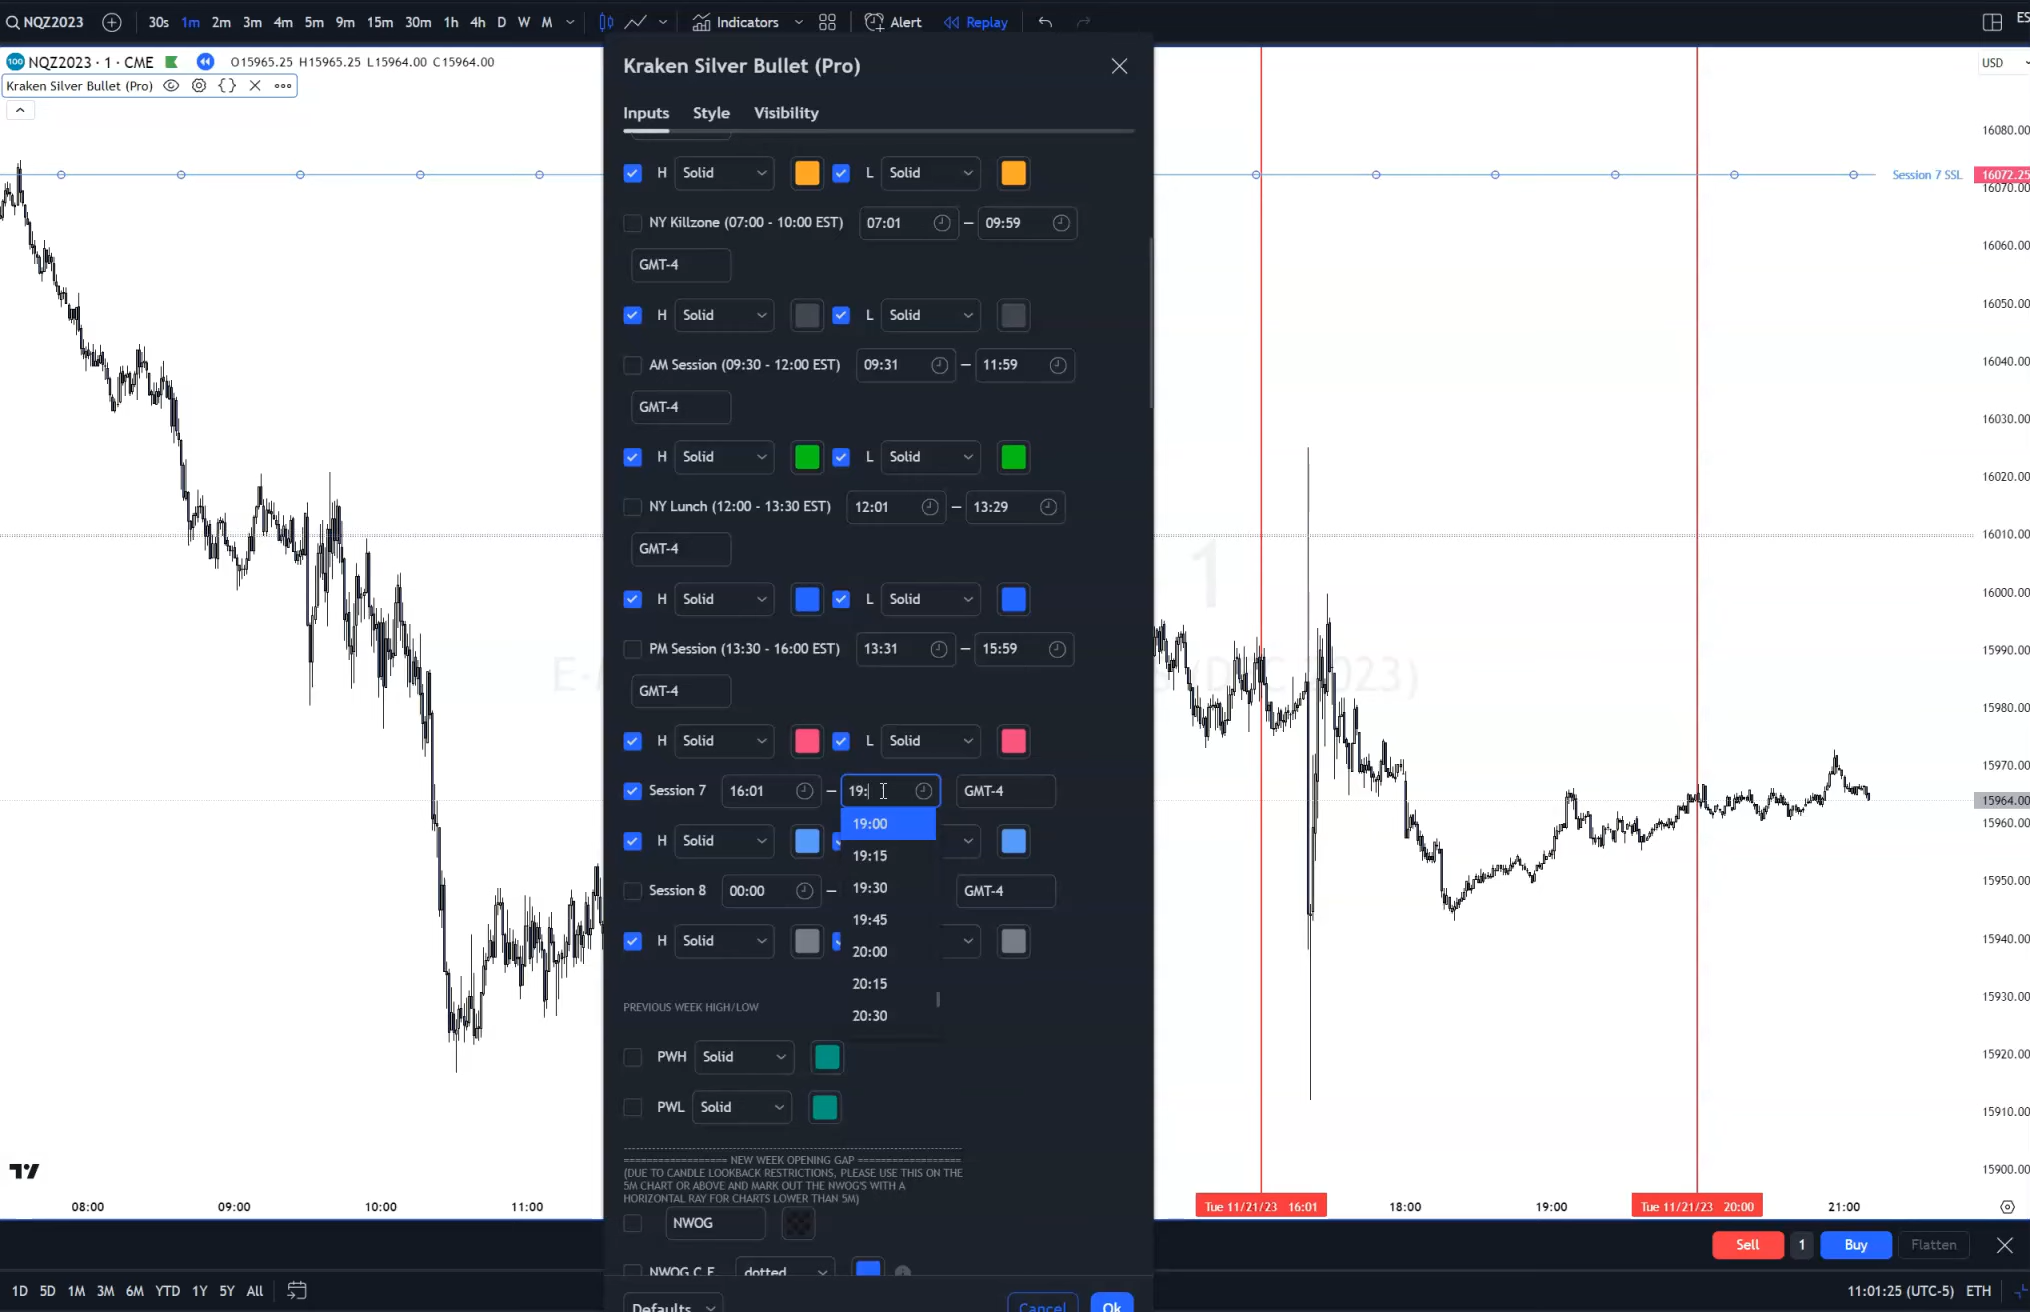 NQZ2023 30s 1m 2m 3m 4m 5m 9m 15m 30m 1h 4h D W M Indicators Alert Replay ES
NQZ2023 · 1 · CME O15965.25 H15965.25 L15964.00 C15964.00
Kraken Silver Bullet (Pro)
Kraken Silver Bullet (Pro)
Inputs Style Visibility
H Solid L Solid
NY Killzone (07:00 - 10:00 EST) 07:01 – 09:59
GMT-4
H Solid L Solid
AM Session (09:30 - 12:00 EST) 09:31 – 11:59
GMT-4
H Solid L Solid
NY Lunch (12:00 - 13:30 EST) 12:01 – 13:29
GMT-4
H Solid L Solid
PM Session (13:30 - 16:00 EST) 13:31 – 15:59
GMT-4
H Solid L Solid
Session 7 16:01 – 19: GMT-4
19:00
19:15
19:30
19:45
20:00
20:15
20:30
H Solid
Session 8 00:00 – GMT-4
H Solid
PREVIOUS WEEK HIGH/LOW
PWH Solid
PWL Solid
================== NEW WEEK OPENING GAP ==================
(DUE TO CANDLE LOOKBACK RESTRICTIONS, PLEASE USE THIS ON THE
5M CHART OR ABOVE AND MARK OUT THE NWOG'S WITH A
HORIZONTAL RAY FOR CHARTS LOWER THAN 5M)
NWOG
NWOG C.E. dotted
Defaults Cancel Ok
USD
16080.00
Session 7 SSL 16072.25
16070.00
16060.00
16050.00
16040.00
16030.00
16020.00
16010.00
16000.00
15990.00
15980.00
15970.00
15964.00
15960.00
15950.00
15940.00
15930.00
15920.00
15910.00
15900.00
1
08:00 09:00 10:00 11:00 Tue 11/21/23 16:01 18:00 19:00 Tue 11/21/23 20:00 21:00
Sell 1 Buy Flatten
1D 5D 1M 3M 6M YTD 1Y 5Y All 11:01:25 (UTC-5) ETH